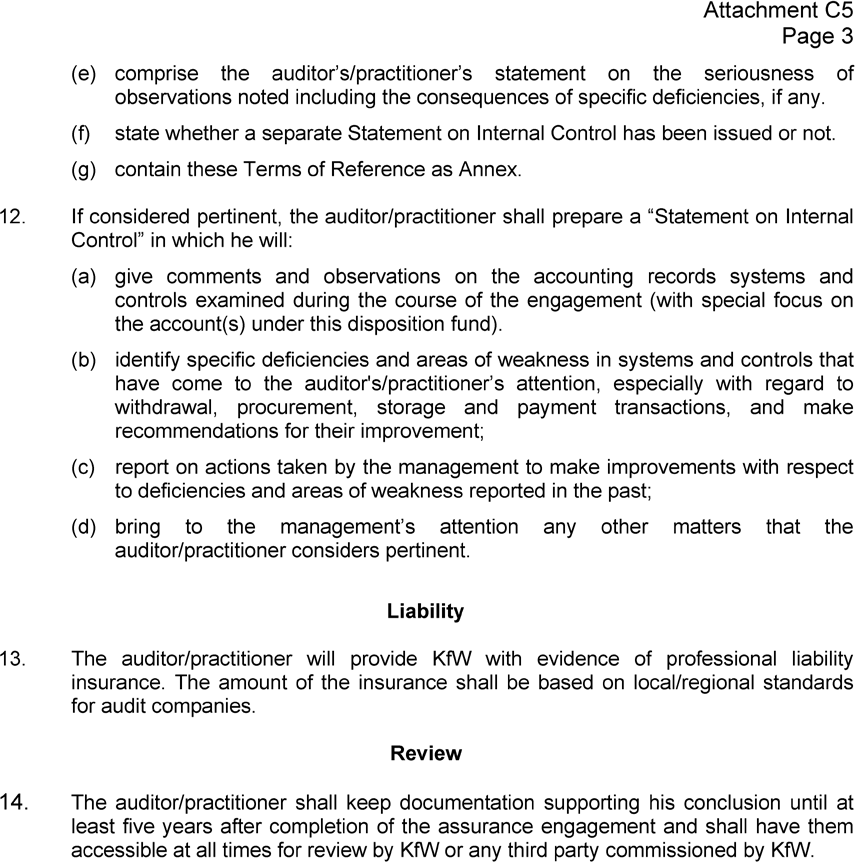 Attachment C5
Page 3
(e) comprise the auditor’s/practitioner’s statement on the seriousness of
observations noted including the consequences of specific deficiencies, if any.
(f) state whether a separate Statement on Internal Control has been issued or not.
(g) contain these Terms of Reference as Annex.
12. If considered pertinent, the auditor/practitioner shall prepare a “Statement on Internal
Control” in which he will:
(a) give comments and observations on the accounting records systems and
controls examined during the course of the engagement (with special focus on
the account(s) under this disposition fund).
(b) identify specific deficiencies and areas of weakness in systems and controls that
have come to the auditor's/practitioner’s attention, especially with regard to
withdrawal, procurement, storage and payment transactions, and make
recommendations for their improvement;
(c) report on actions taken by the management to make improvements with respect
to deficiencies and areas of weakness reported in the past;
(d) bring to the management’s attention any other matters that the
auditor/practitioner considers pertinent.
Liability
13. The auditor/practitioner will provide KfW with evidence of professional liability
insurance. The amount of the insurance shall be based on local/regional standards
for audit companies.
Review
14. The auditor/practitioner shall keep documentation supporting his conclusion until at
least five years after completion of the assurance engagement and shall have them
accessible at all times for review by KfW or any third party commissioned by KfW.